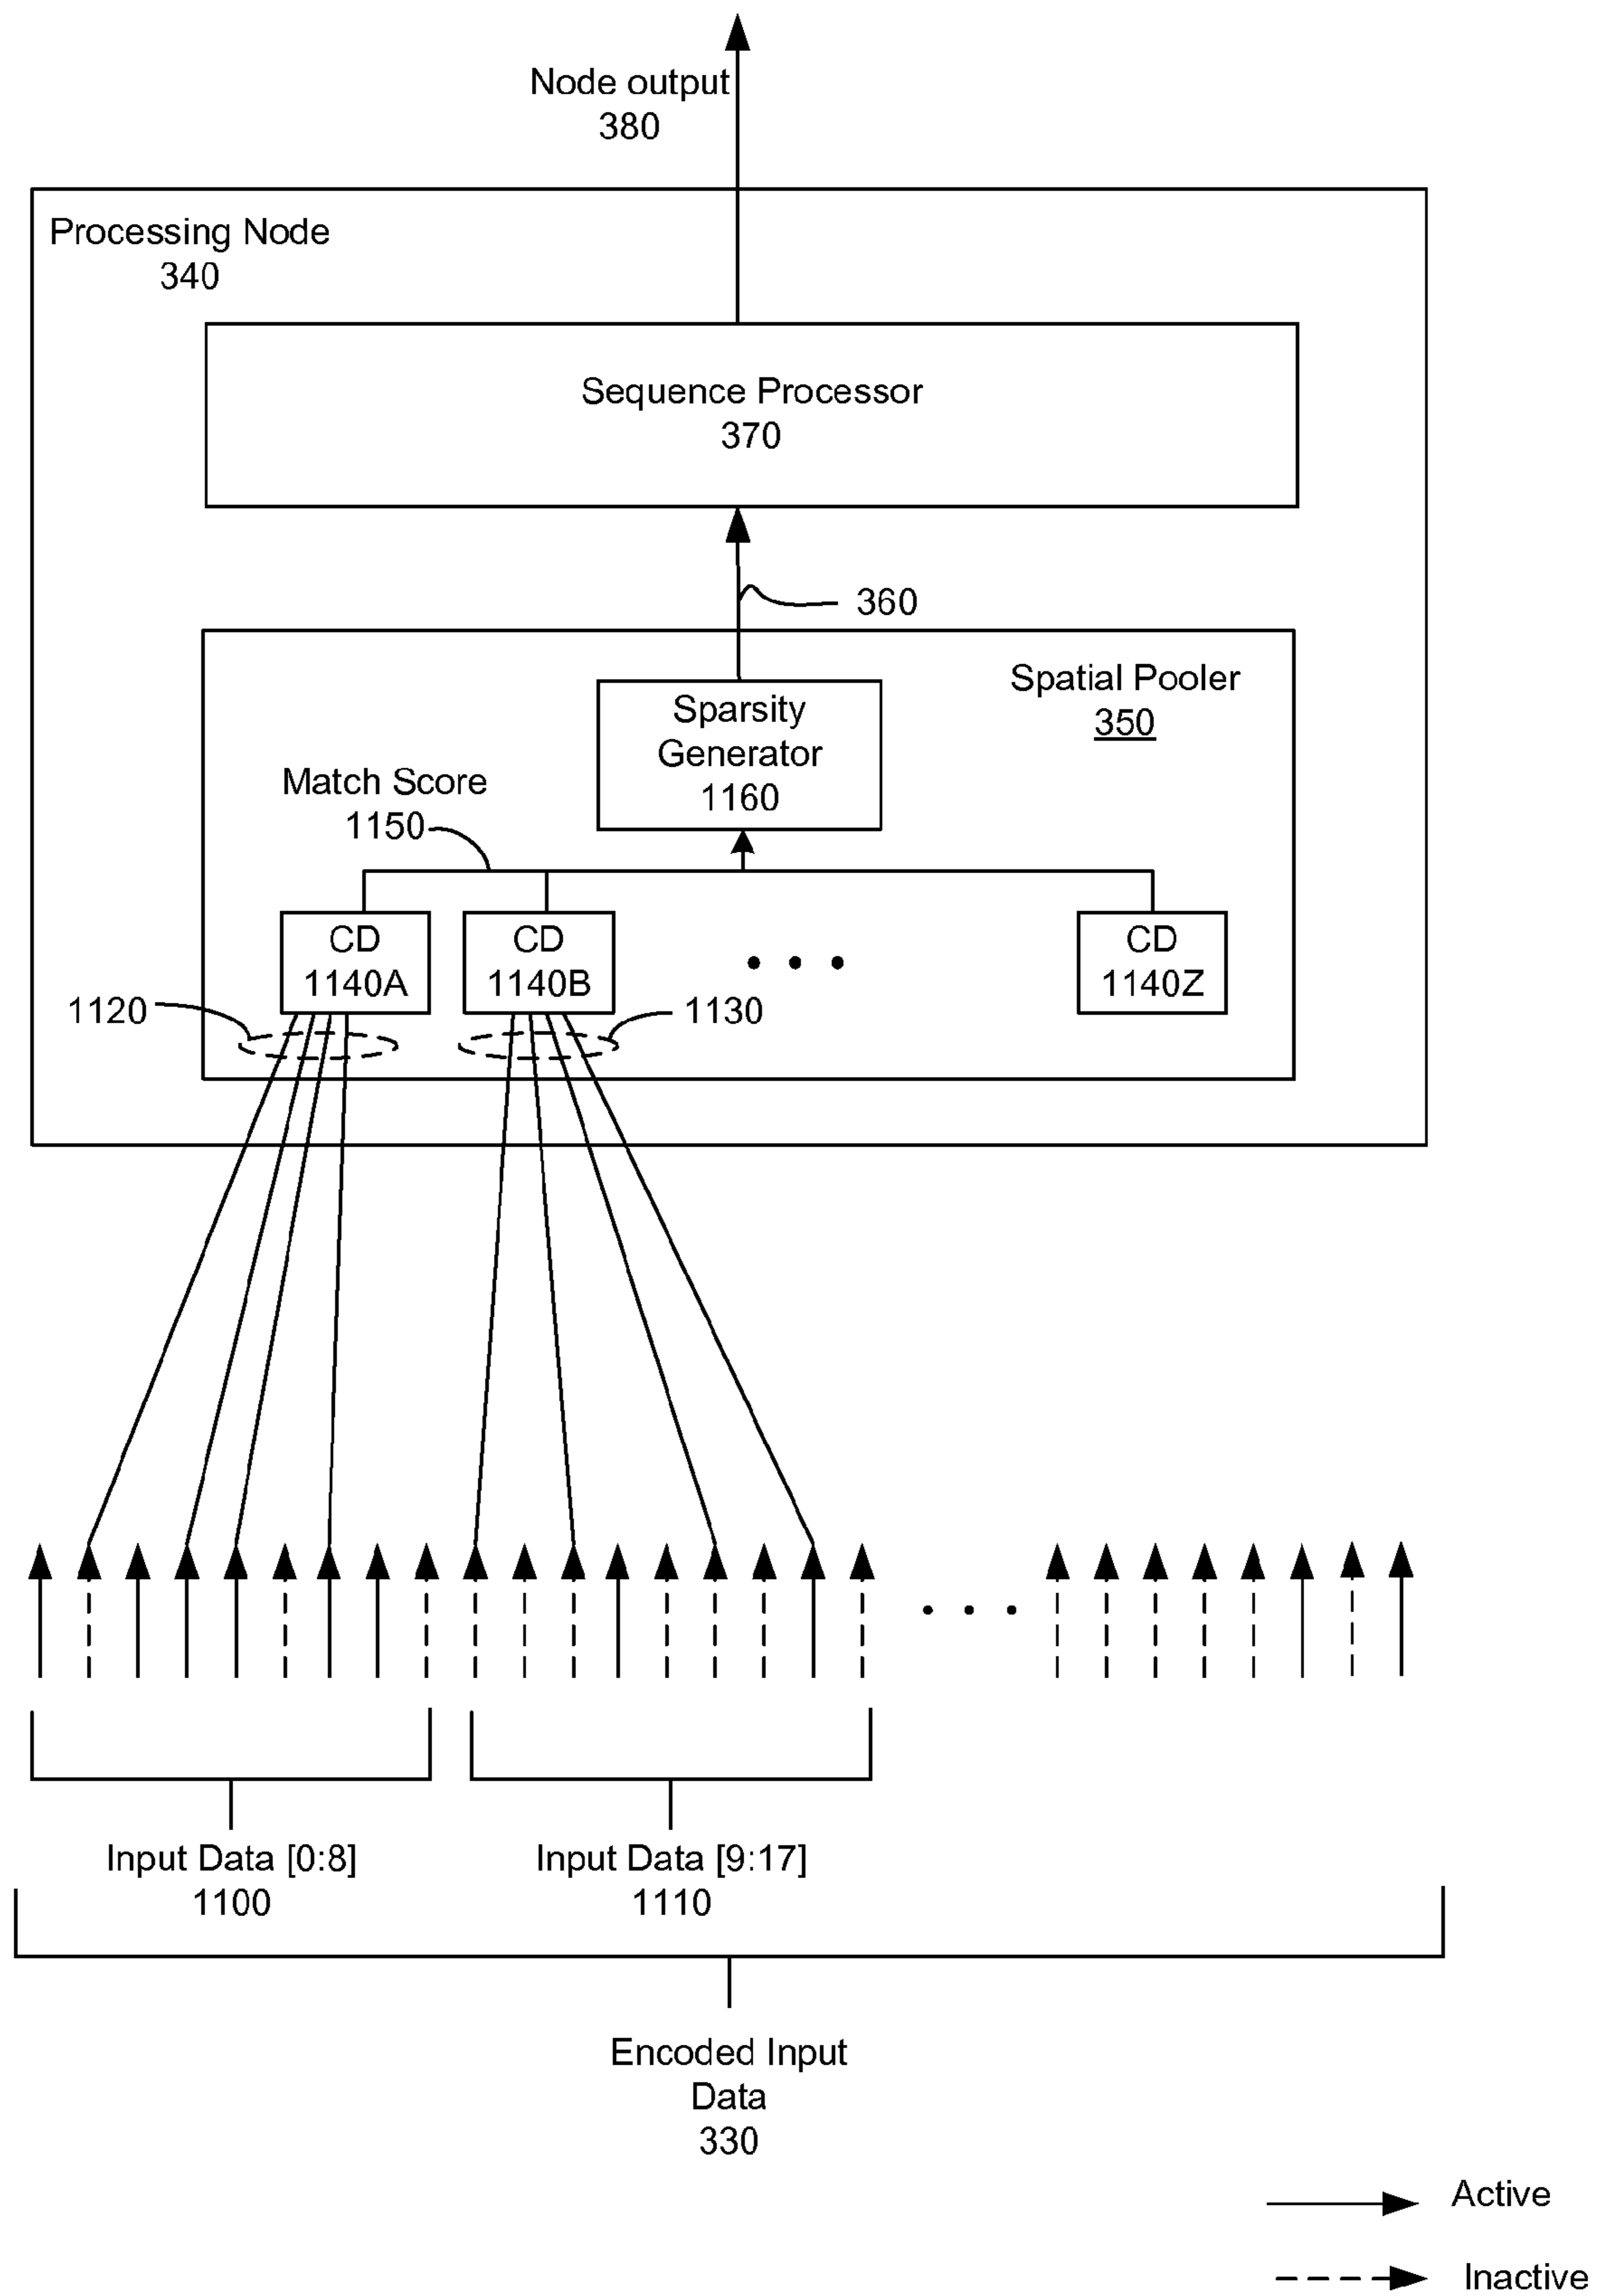 Node output
380
Processing Node
340
Sequence Processor
370
360
Spatial Pooler
350
Sparsity
Generator
1160
Match Score
1150
CD
1140A
CD
1140B
CD
1140Z
1120
1130
Input Data [0:8]
1100
Input Data [9:17]
1110
Encoded Input
Data
330
Active
Inactive